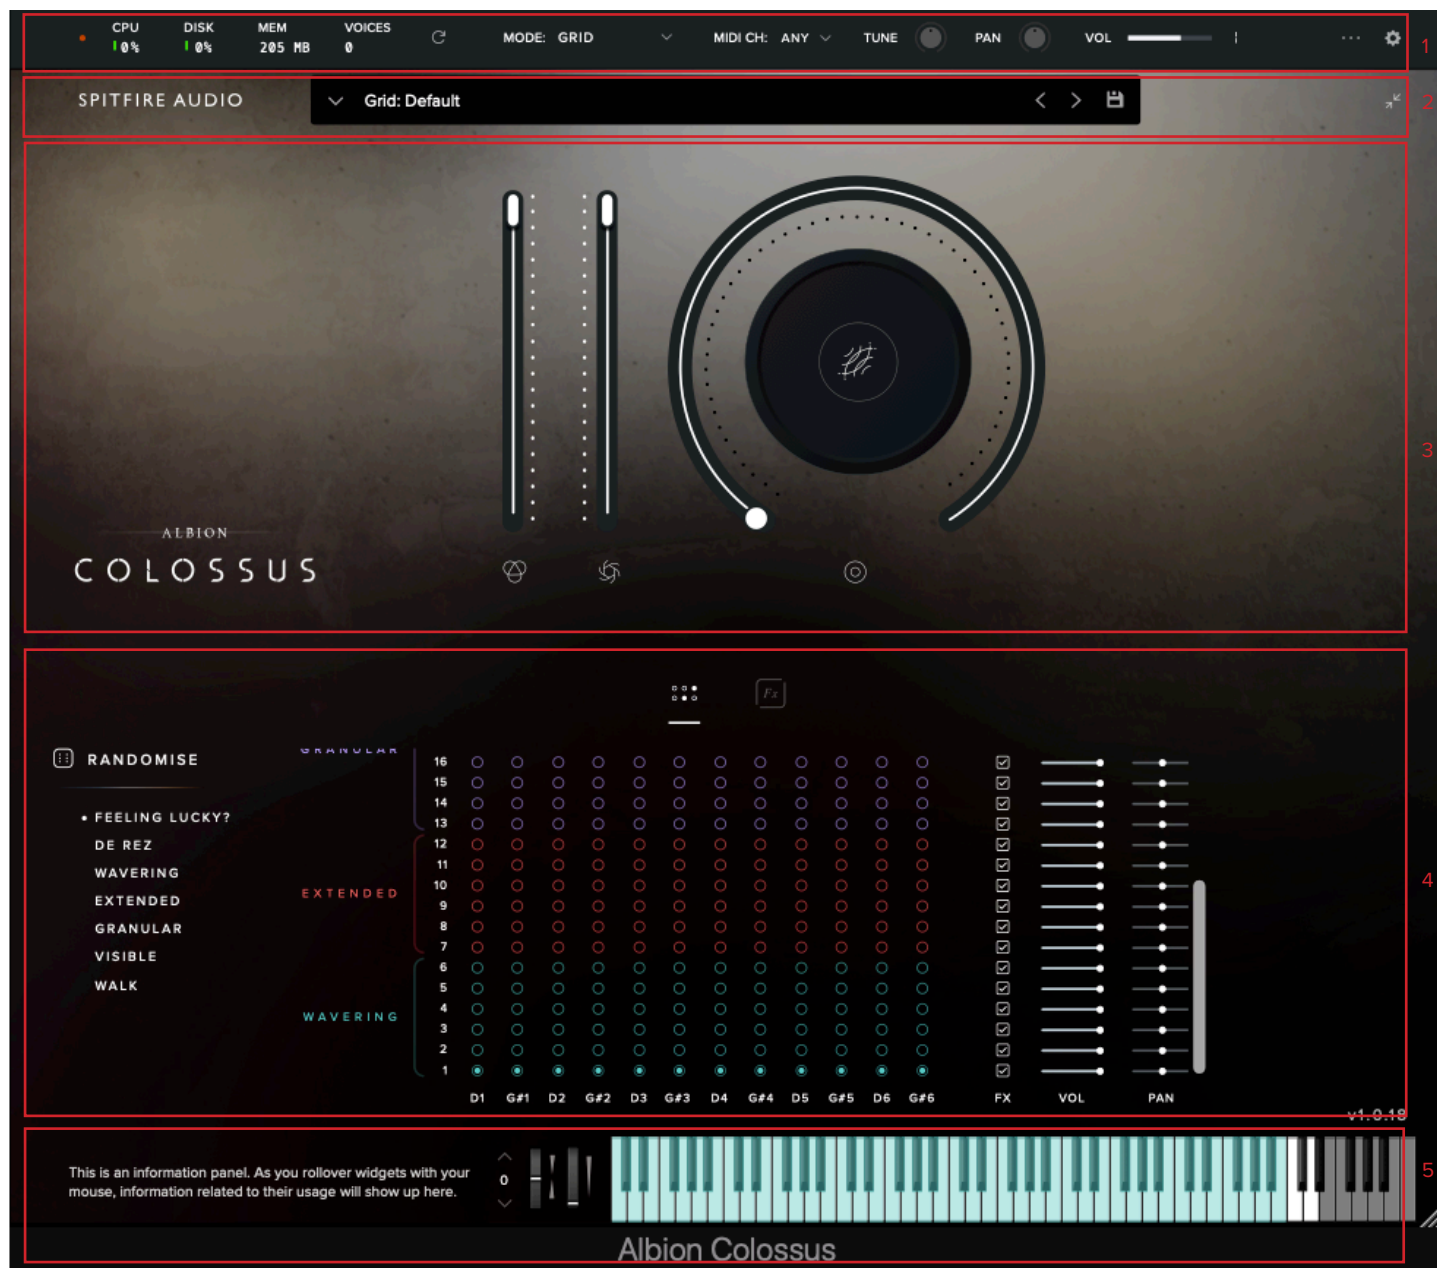 CPU DISK MEM VOICES
0% 0% 205 MB 0
MODE: GRID MIDI CH: ANY TUNE PAN VOL
1
SPITFIRE AUDIO
Grid: Default
2
3
ALBION
COLOSSUS
Fx
RANDOMISE
FEELING LUCKY?
DE REZ
WAVERING
EXTENDED
GRANULAR
VISIBLE
WALK
GRANULAR
EXTENDED
WAVERING
16
15
14
13
12
11
10
9
8
7
6
5
4
3
2
1
D1 G#1 D2 G#2 D3 G#3 D4 G#4 D5 G#5 D6 G#6 FX VOL PAN
4
v1.0.18
This is an information panel. As you rollover widgets with your
mouse, information related to their usage will show up here.
0
5
Albion Colossus